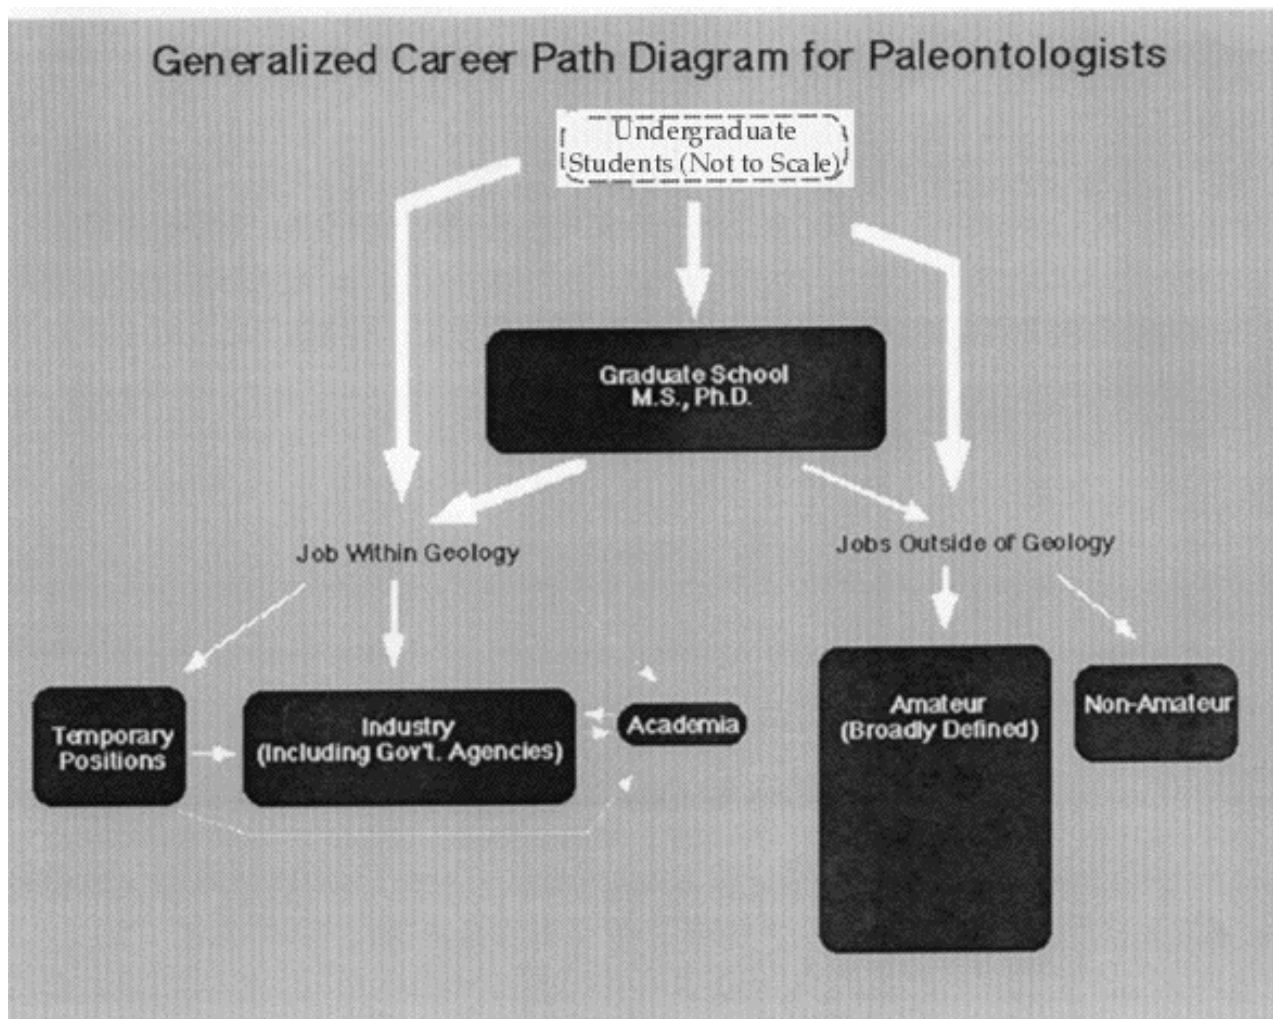 Generalized Career Path Diagram for Paleontologists
Undergraduate
Students (Not to Scale)
Graduate School
M.S., Ph.D.
Job Within Geology
Jobs Outside of Geology
Temporary
Positions
Industry
(Including Gov't. Agencies)
Academia
Amateur
(Broadly Defined)
Non-Amateur